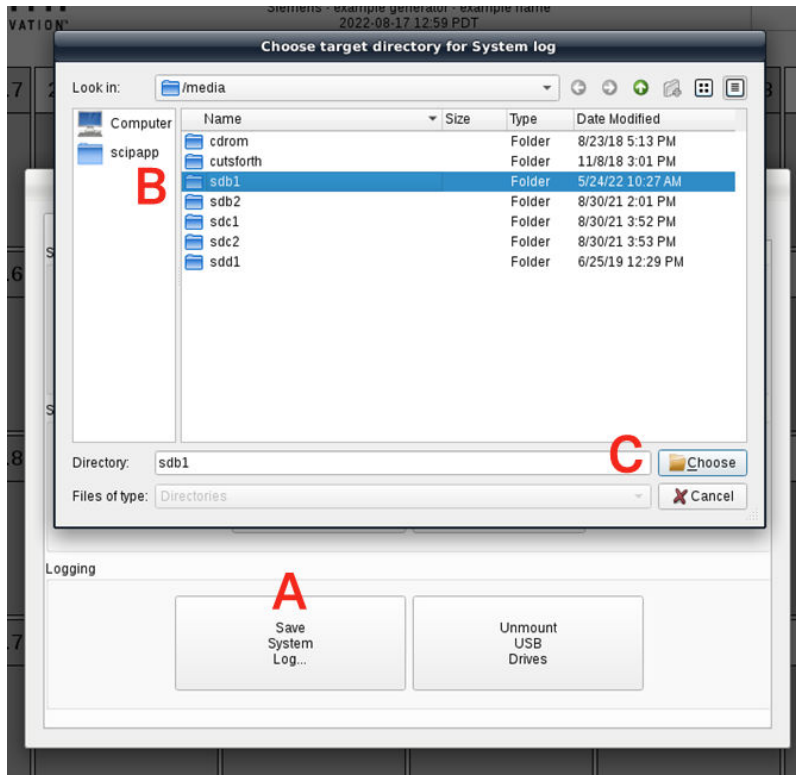 Siemens - example generator - example name
VATION
2022-08-17 12:59 PDT
Choose target directory for System log
.7 2
Look in: /media
Computer
scipapp
B
Name Size Type Date Modified
cdrom Folder 8/23/18 5:13 PM
cutsforth Folder 11/8/18 3:01 PM
sdb1 Folder 5/24/22 10:27 AM
sdb2 Folder 8/30/21 2:01 PM
sdc1 Folder 8/30/21 3:52 PM
sdc2 Folder 8/30/21 3:53 PM
sdd1 Folder 6/25/19 12:29 PM
S
.6
S
.8
Directory: sdb1
C
Choose
Files of type: Directories
Cancel
Logging
A
Save
System
Log...
Unmount
USB
Drives
.7